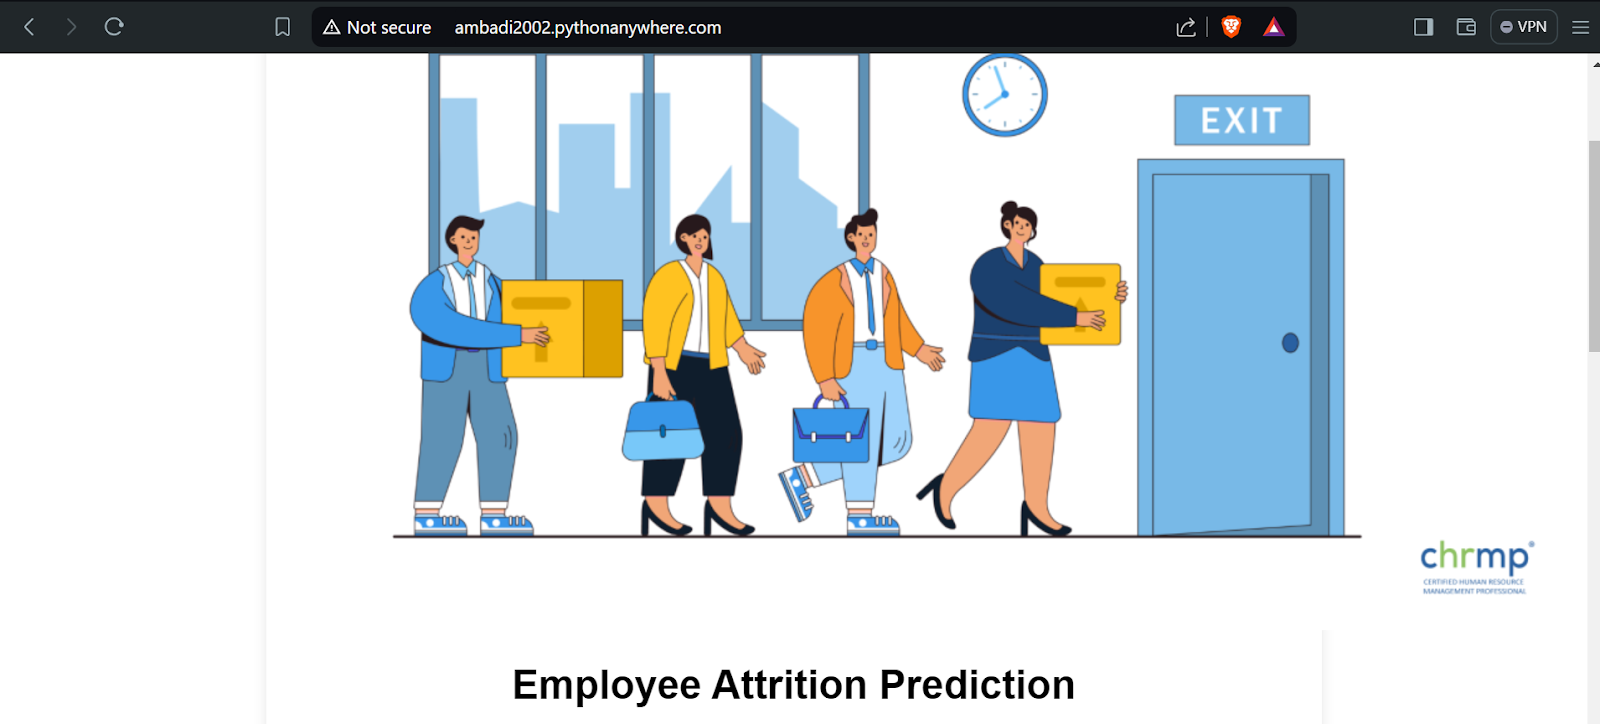 Not secure ambadi2002.pythonanywhere.com VPN
EXIT
chrmp
CERTIFIED HUMAN RESOURCE
MANAGEMENT PROFESSIONAL
Employee Attrition Prediction